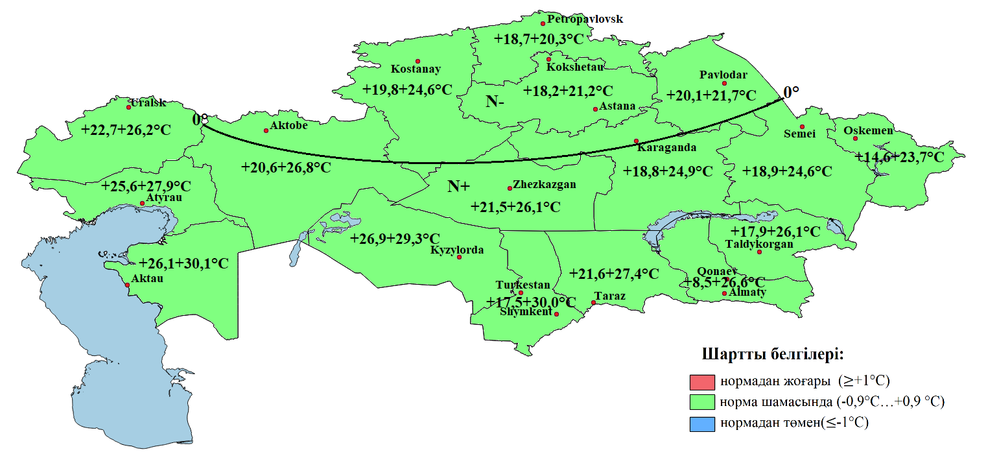 Petropavlovsk
+18,7+20,3°C
Kostanay
Kokshetau
Pavlodar
+19,8+24,6°C
+18,2+21,2°C
+20,1+21,7°C
0°
N-
Astana
Uralsk
0°
+22,7+26,2°C
Aktobe
Semei
Oskemen
Karaganda
+14,6+23,7°C
+20,6+26,8°C
+18,8+24,9°C
+18,9+24,6°C
+25,6+27,9°C
N+
Zhezkazgan
Atyrau
+21,5+26,1°C
+17,9+26,1°C
+26,9+29,3°C
Taldykorgan
Kyzylorda
+26,1+30,1°C
Aktau
+21,6+27,4°C
Qonaev
Turkestan
+8,5+26,6°C
Almaty
+17,5+30,0°C
Taraz
Shymkent
Шартты белгілері:
нормадан жоғары (≥+1°C)
норма шамасында (-0,9°C…+0,9 °C)
нормадан төмен(≤-1°C)